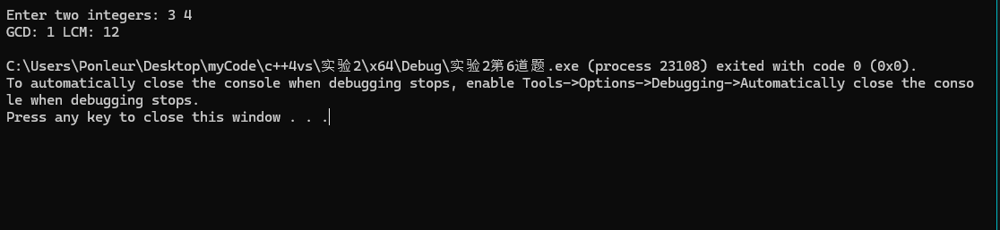 Enter two integers: 3 4
GCD: 1 LCM: 12
C:\Users\Ponleur\Desktop\myCode\c++4vs\实验2\x64\Debug\实验2第6道题.exe (process 23108) exited with code 0 (0x0).
To automatically close the console when debugging stops, enable Tools->Options->Debugging->Automatically close the conso
le when debugging stops.
Press any key to close this window . . .